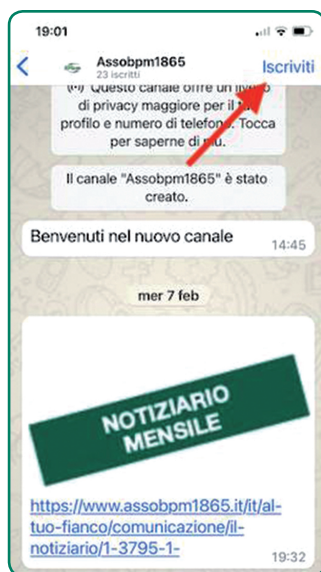 19:01
Assobpm1865
23 iscritti
Iscriviti
Questo canale offre un livello
di privacy maggiore per il tuo
profilo e numero di telefono. Tocca
per saperne di più.
Il canale "Assobpm1865" è stato
creato.
Benvenuti nel nuovo canale
14:45
mer 7 feb
NOTIZIARIO
MENSILE
https://www.assobpm1865.it/it/al-
tuo-fianco/comunicazione/il-
notiziario/1-3795-1-
19:32